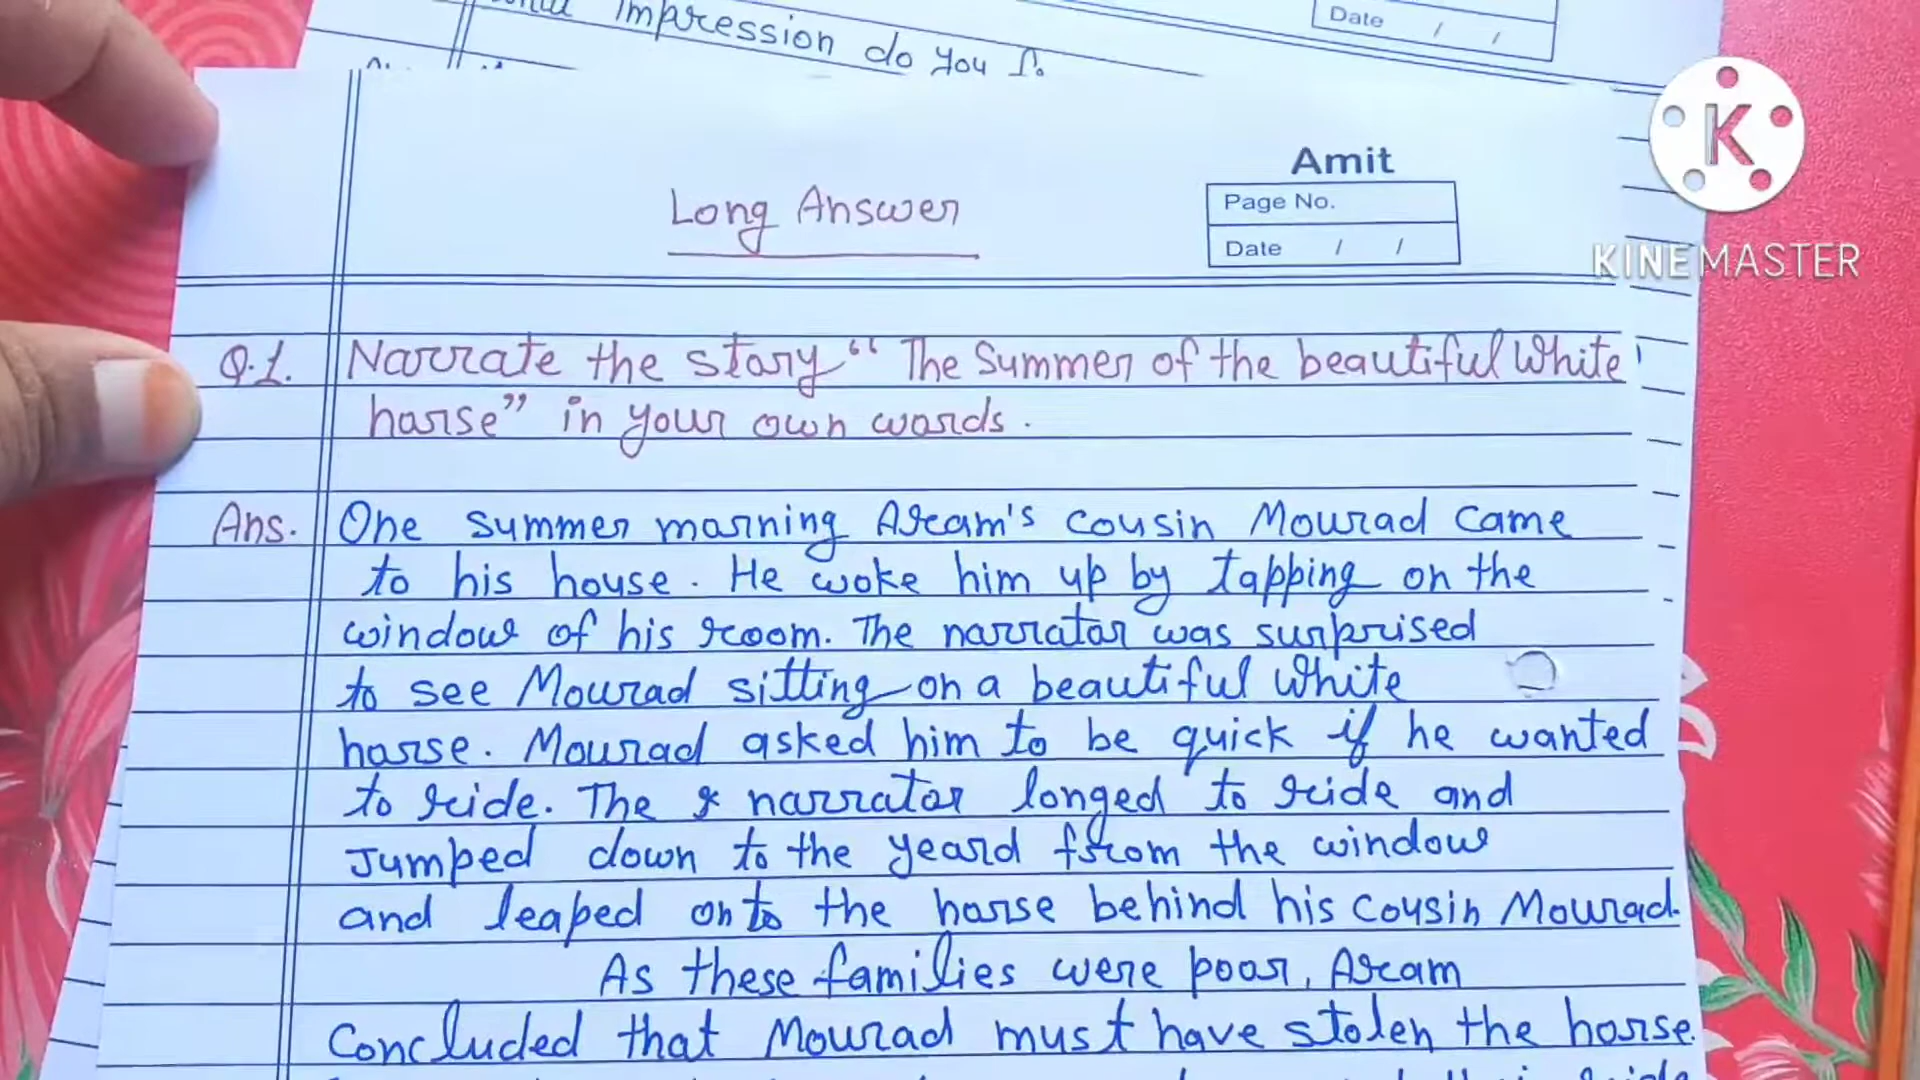 impression do you
Date / /
K
KINEMASTER
Amit
Page No.
Date / /
Long Answer
Q.1. Narrate the story “ The Summer of the beautiful White
horse” in your own words.
Ans. One summer morning Aram's cousin Mourad came
to his house. He woke him up by tapping on the
window of his room. The narrator was surprised
to see Mourad sitting on a beautiful White
horse. Mourad asked him to be quick if he wanted
to ride. The narrator longed to ride and
Jumped down to the yeard from the window
and leaped onto the horse behind his cousin Mourad.
As these families were poor, Aram
Concluded that Mourad must have stolen the horse.
ride